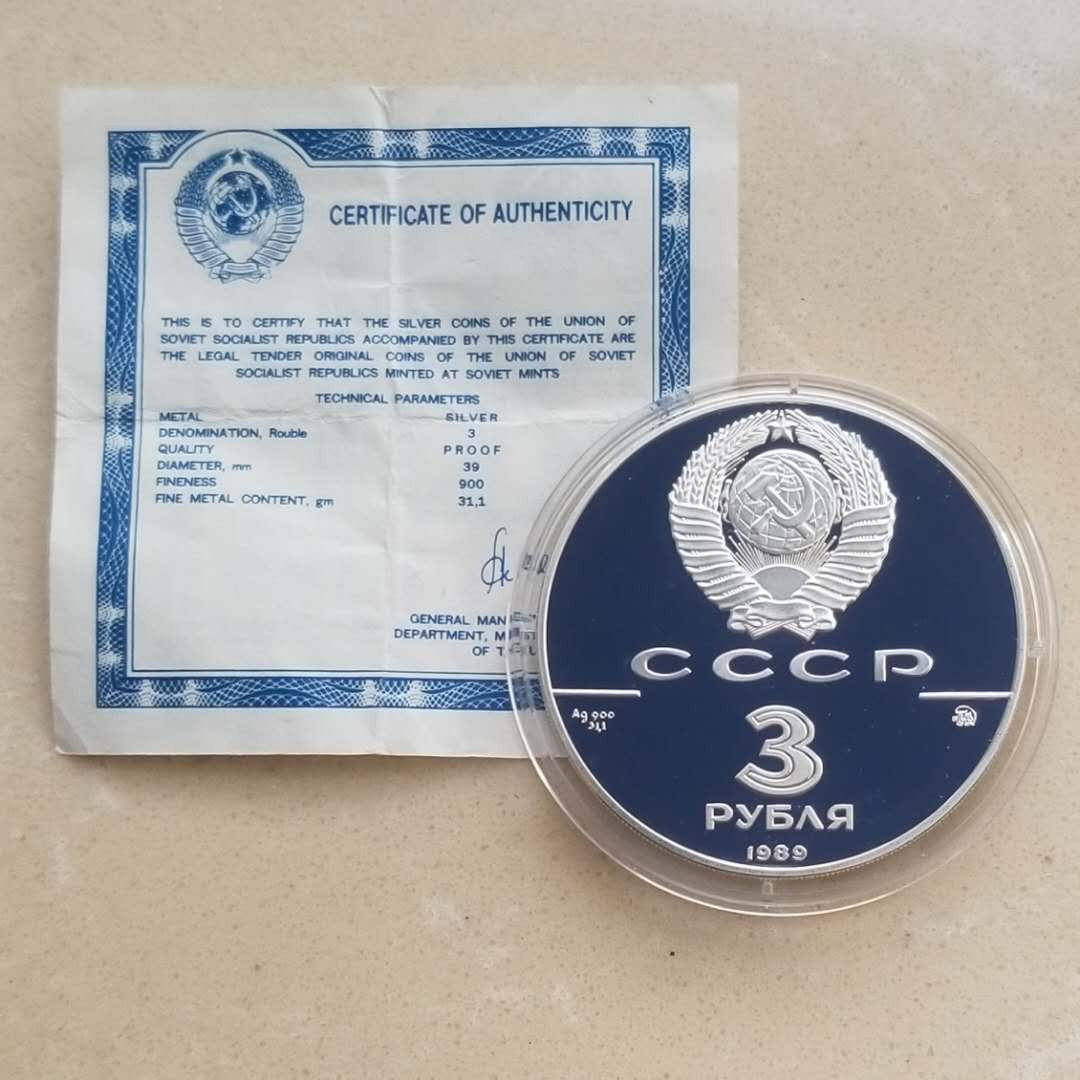 CERTIFICATE OF AUTHENTICITY
THIS IS TO CERTIFY THAT THE SILVER COINS OF THE UNION OF
SOVIET SOCIALIST REPUBLICS ACCOMPANIED BY THIS CERTIFICATE ARE
THE LEGAL TENDER ORIGINAL COINS OF THE UNION OF SOVIET
SOCIALIST REPUBLICS MINTED AT SOVIET MINTS
TECHNICAL PARAMETERS
METAL SILVER
DENOMINATION, Rouble 3
QUALITY PROOF
DIAMETER, mm 39
FINENESS 900
FINE METAL CONTENT, gm 31,1
GENERAL
DEPARTMENT,
OF
СССР
Ag 900
31,1
3
РУБЛЯ
1989